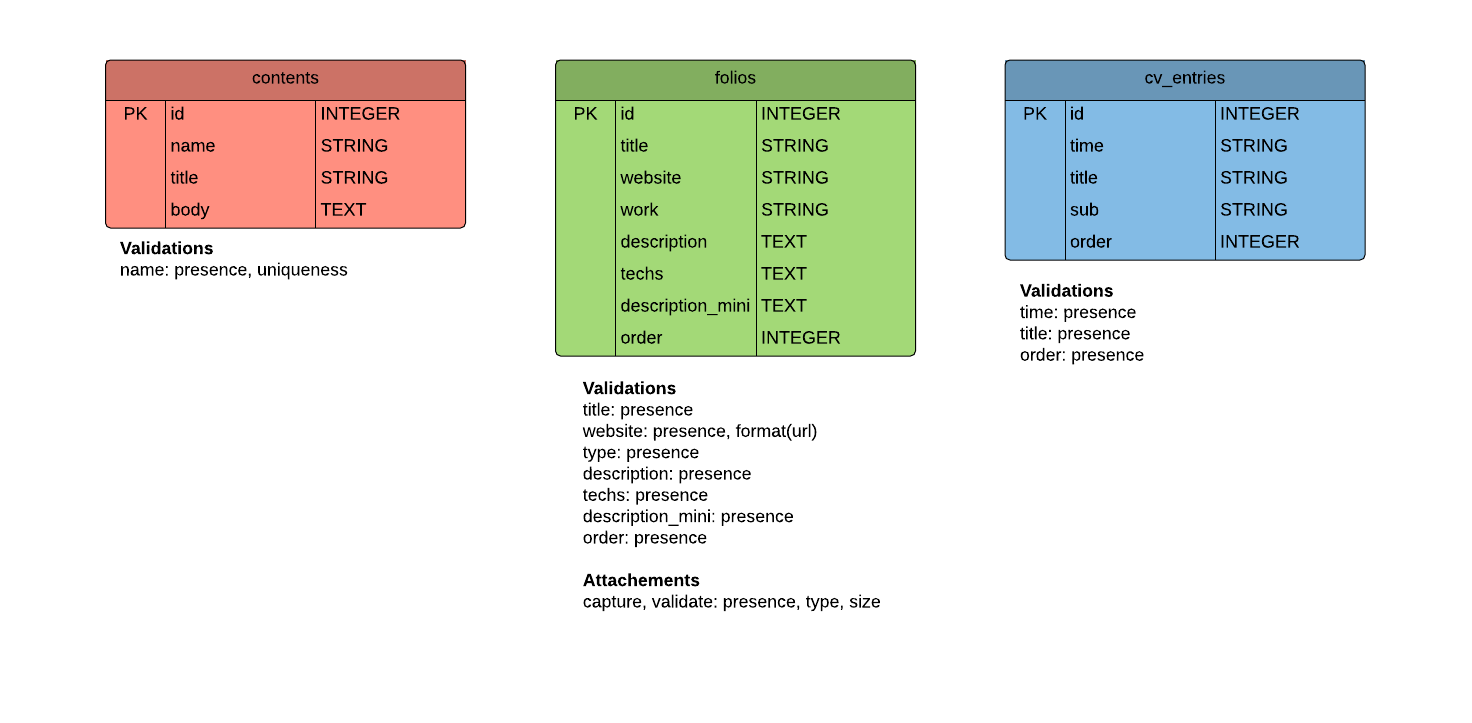 contents
PK id INTEGER
name STRING
title STRING
body TEXT
Validations
name: presence, uniqueness
folios
PK id INTEGER
title STRING
website STRING
work STRING
description TEXT
techs TEXT
description_mini TEXT
order INTEGER
Validations
title: presence
website: presence, format(url)
type: presence
description: presence
techs: presence
description_mini: presence
order: presence
Attachements
capture, validate: presence, type, size
cv_entries
PK id INTEGER
time STRING
title STRING
sub STRING
order INTEGER
Validations
time: presence
title: presence
order: presence